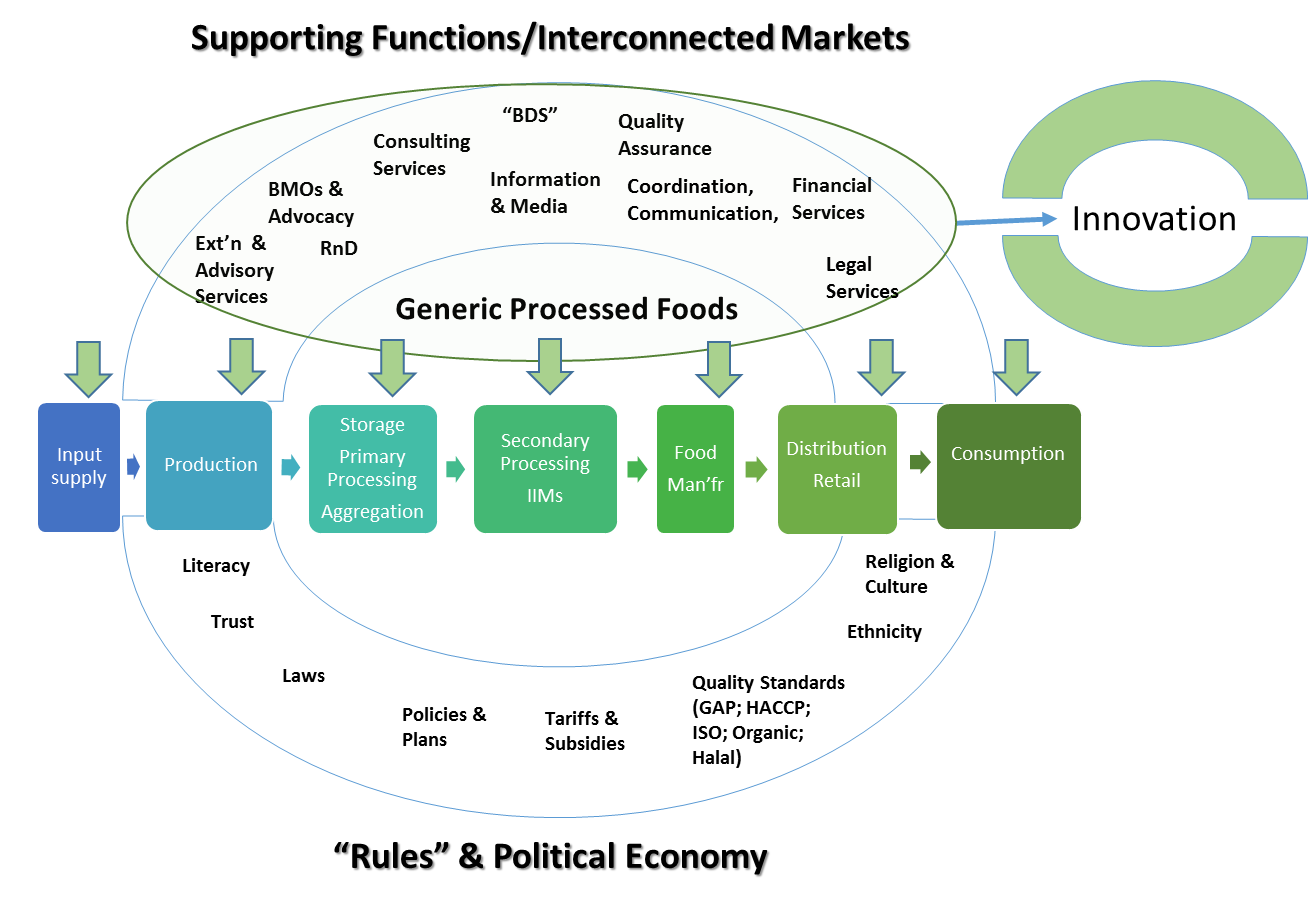 Supporting Functions/Interconnected Markets
“BDS”
Quality
Assurance
Consulting
Services
Information
& Media
Coordination,
Communication,
Financial
Services
BMOs &
Advocacy
RnD
Ext’n & 
Advisory
Services
Legal
Services
Innovation
Generic Processed Foods
Input
supply
Production
Storage
Primary
Processing
Aggregation
Secondary
Processing
IIMs
Food
Man’fr
Distribution
Retail
Consumption
Literacy
Trust
Laws
Policies &
Plans
Tariffs &
Subsidies
Quality Standards
(GAP; HACCP;
ISO; Organic;
Halal)
Religion &
Culture
Ethnicity
“Rules” & Political Economy